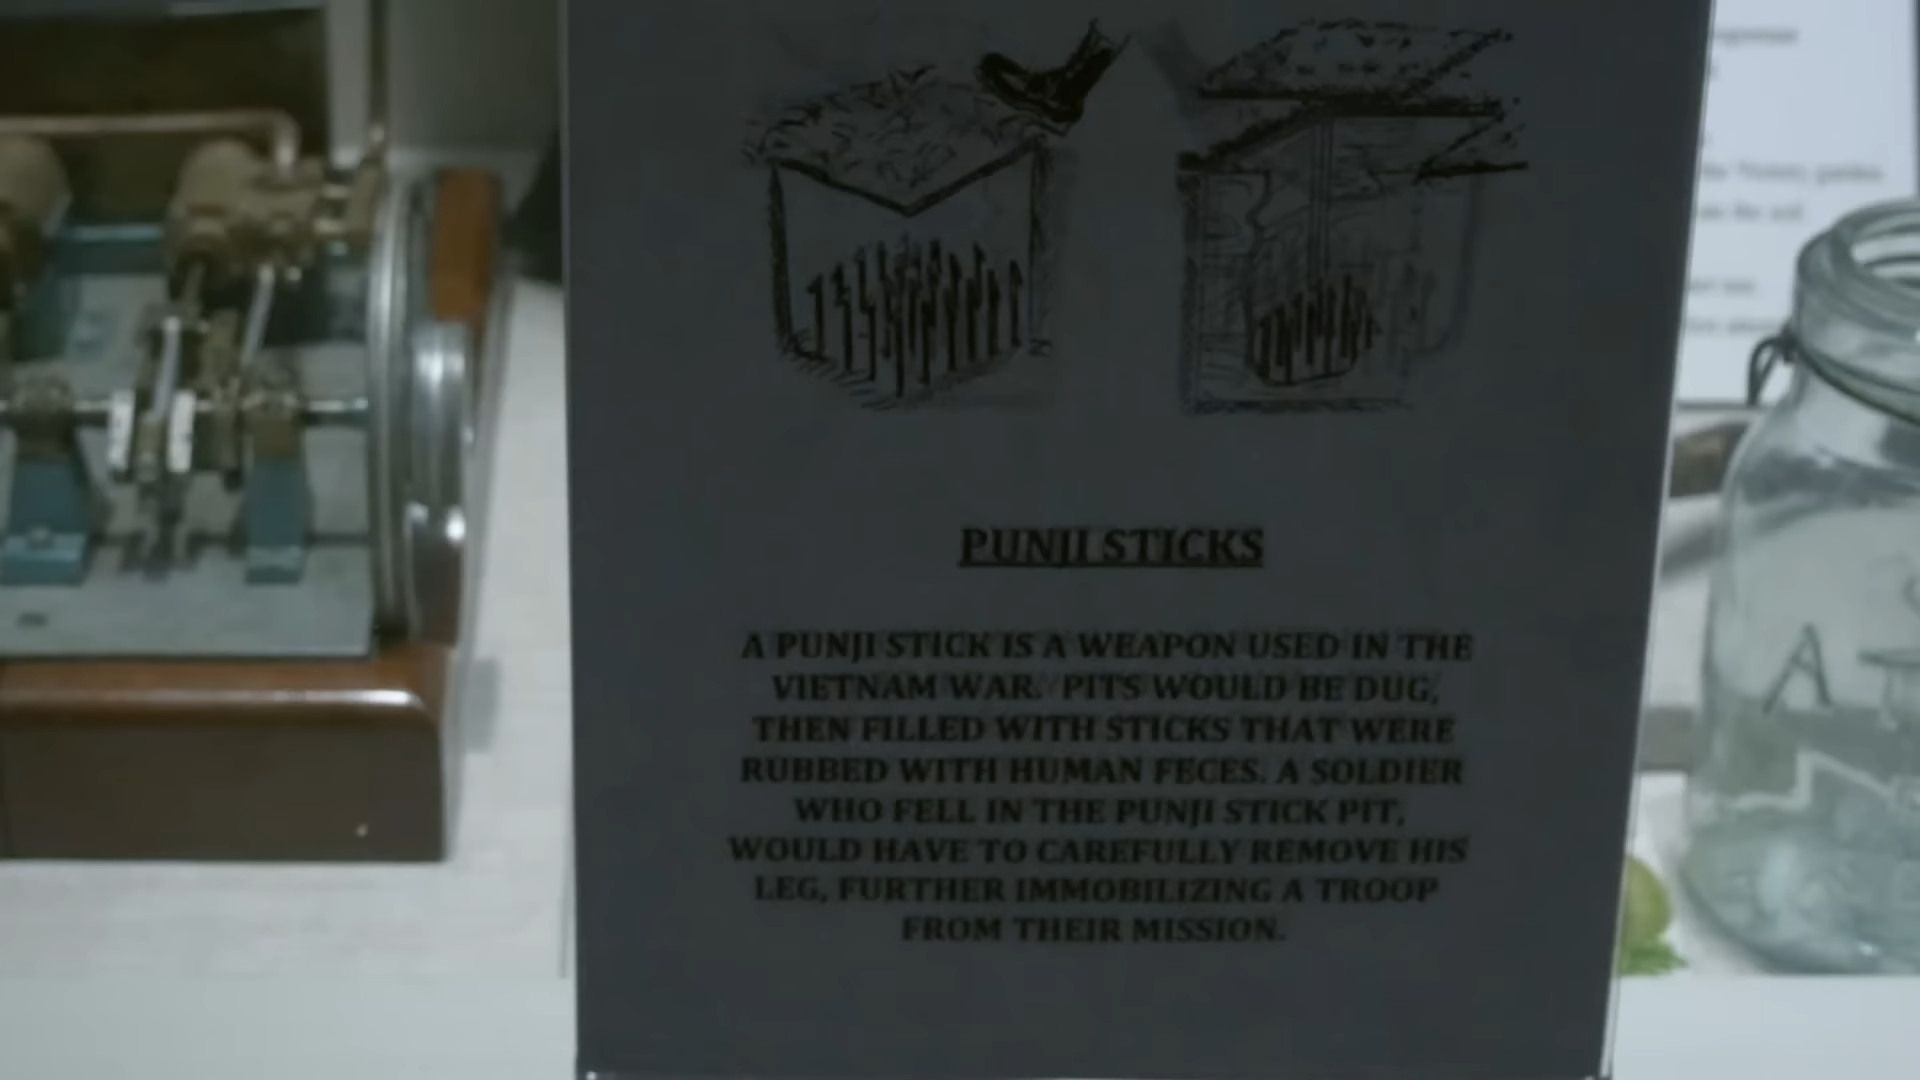 PUNJI STICKS
A PUNJI STICK IS A WEAPON USED IN THE
VIETNAM WAR. PITS WOULD BE DUG,
THEN FILLED WITH STICKS THAT WERE
RUBBED WITH HUMAN FECES. A SOLDIER
WHO FELL IN THE PUNJI STICK PIT,
WOULD HAVE TO CAREFULLY REMOVE HIS
LEG, FURTHER IMMOBILIZING A TROOP
FROM THEIR MISSION.
A